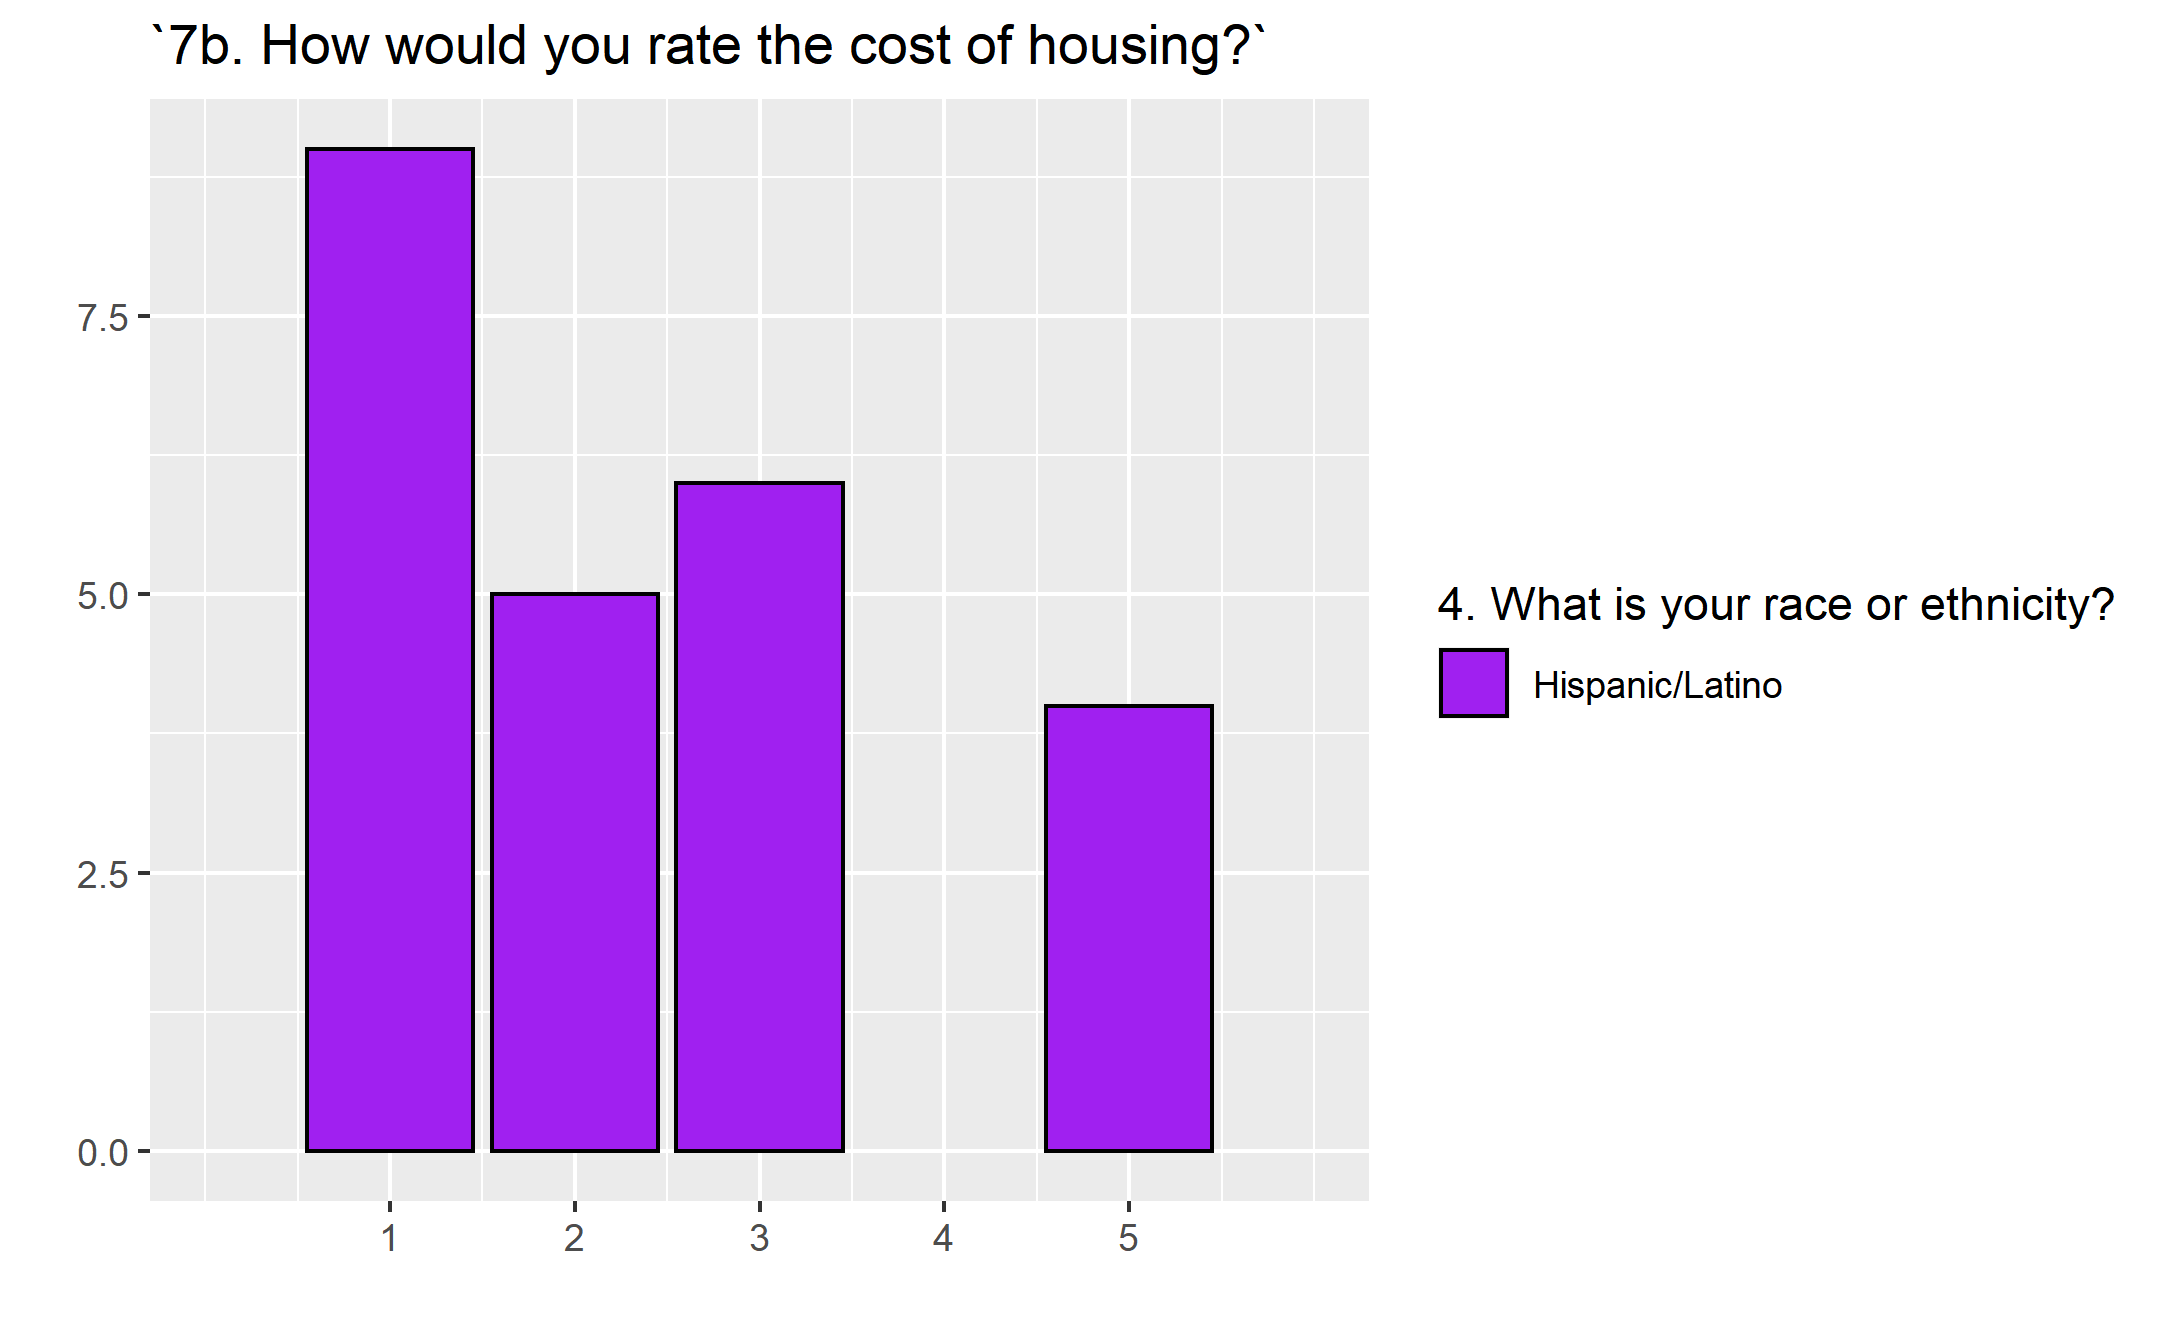 `7b. How would you rate the cost of housing?`
7.5
5.0
2.5
0.0
1 2 3 4 5
4. What is your race or ethnicity?
Hispanic/Latino